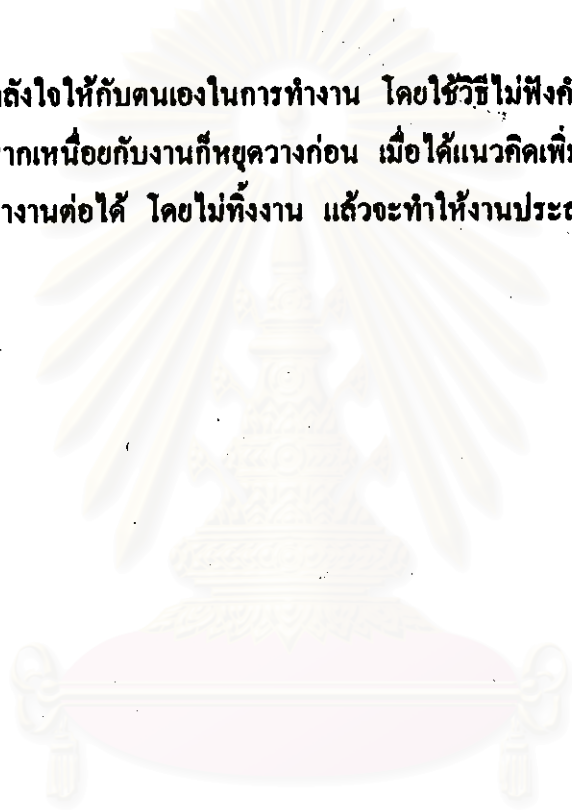 ลังใจให้กับตนเองในการทำงาน โดยใช้วิธีไม่ฟังคำ
ากเหนื่อยกับงานก็หยุดวางก่อน เมื่อได้แนวคิดเพิ่ม
างานต่อได้ โดยไม่ทิ้งงาน แล้วจะทำให้งานประส